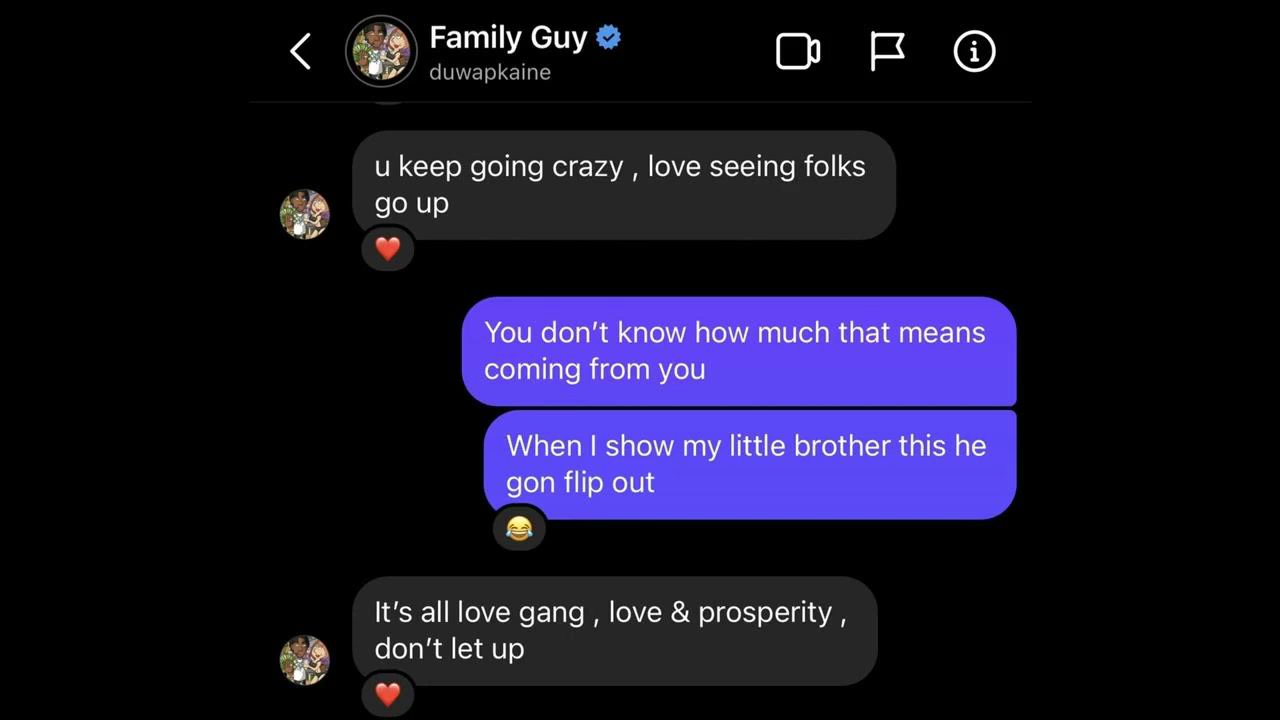 Family Guy
duwapkaine
u keep going crazy , love seeing folks
go up
You don’t know how much that means
coming from you
When I show my little brother this he
gon flip out
It’s all love gang , love & prosperity ,
don’t let up